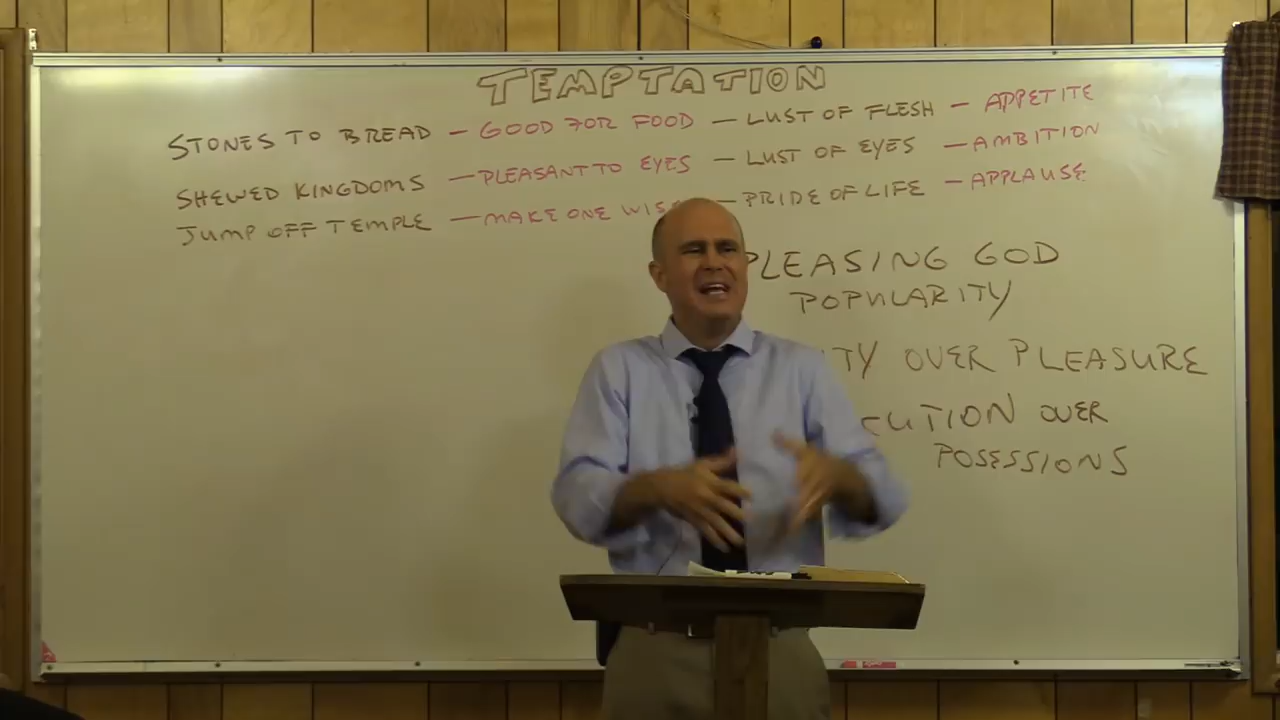 TEMPTATION
STONES TO BREAD - GOOD FOR FOOD - LUST OF FLESH - APPETITE
SHEWED KINGDOMS - PLEASANT TO EYES - LUST OF EYES - AMBITION
JUMP OFF TEMPLE - MAKE ONE - PRIDE OF LIFE - APPLAUSE
PLEASING GOD
POPULARITY
OVER PLEASURE
OVER
POSESSIONS